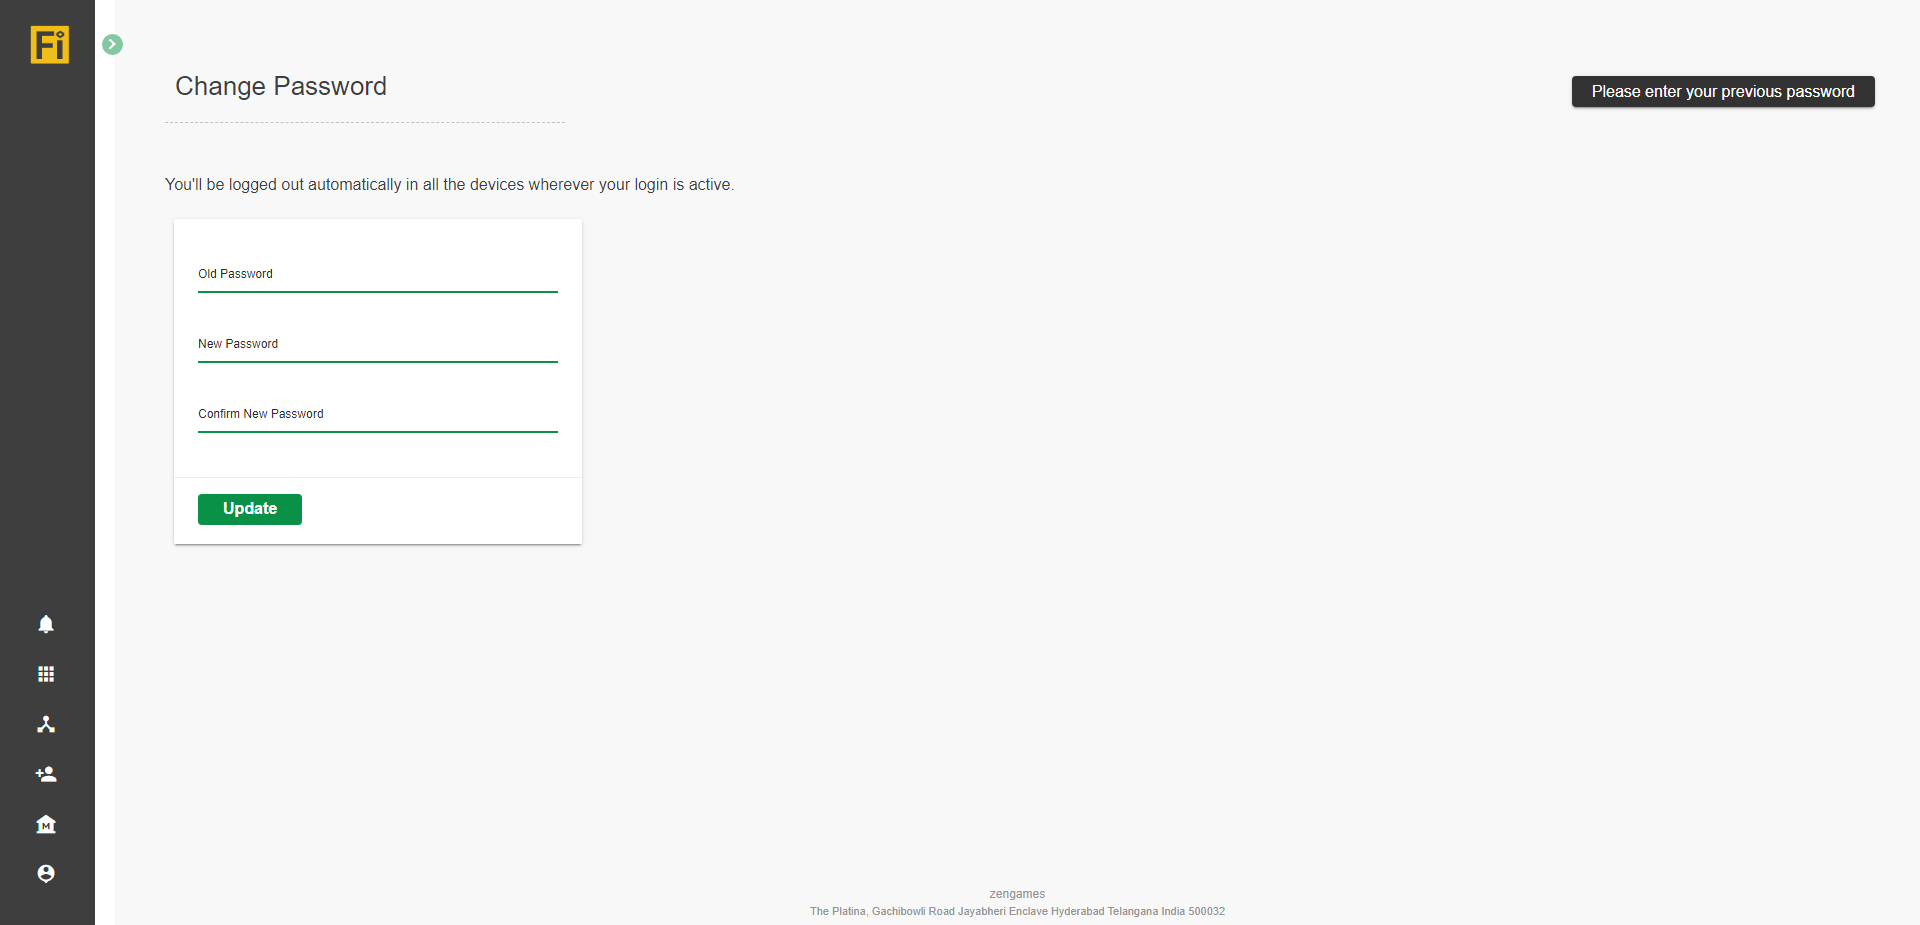 Fi
Change Password
Please enter your previous password
You'll be logged out automatically in all the devices wherever your login is active.
Old Password
New Password
Confirm New Password
Update
M
zengames
The Platina, Gachibowli Road Jayabheri Enclave Hyderabad Telangana India 500032